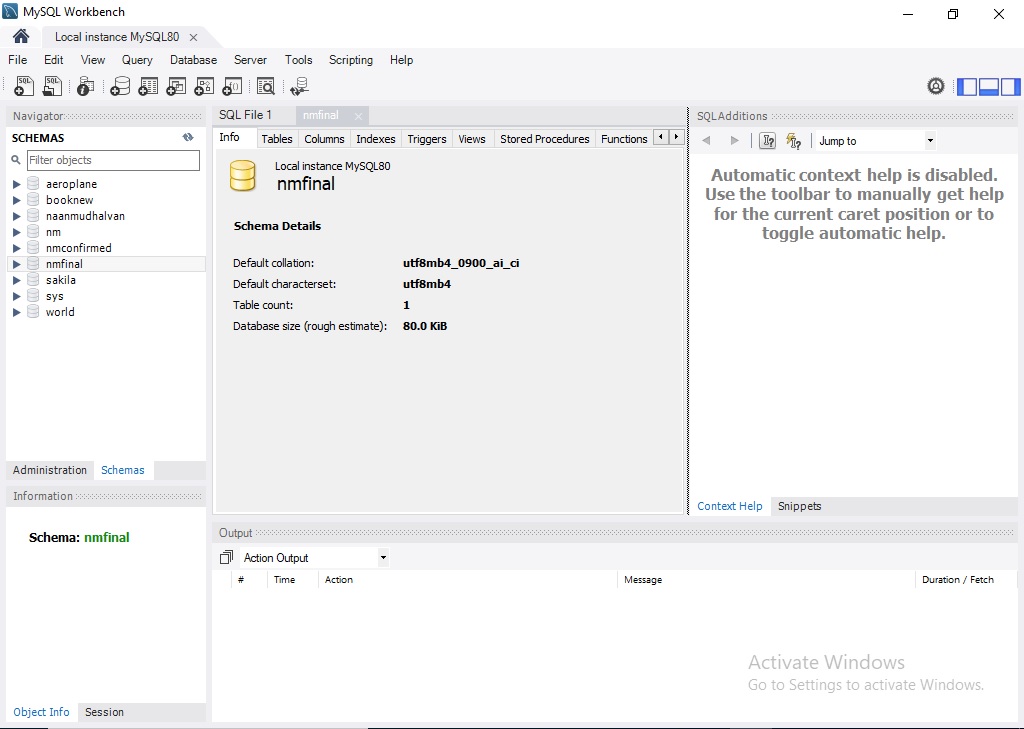 MySQL Workbench
Local instance MySQL80
File Edit View Query Database Server Tools Scripting Help
Navigator
SCHEMAS
Filter objects
aeroplane
booknew
naanmudhalvan
nm
nmconfirmed
nmfinal
sakila
sys
world
Administration Schemas
Information
Schema: nmfinal
Object Info Session
SQL File 1 nmfinal
Info Tables Columns Indexes Triggers Views Stored Procedures Functions
Local instance MySQL80
nmfinal
Schema Details
Default collation: utf8mb4_0900_ai_ci
Default characterset: utf8mb4
Table count: 1
Database size (rough estimate): 80.0 KiB
SQLAdditions
Jump to
Automatic context help is disabled.
Use the toolbar to manually get help
for the current caret position or to
toggle automatic help.
Context Help Snippets
Output
Action Output
# Time Action Message Duration / Fetch
Activate Windows
Go to Settings to activate Windows.